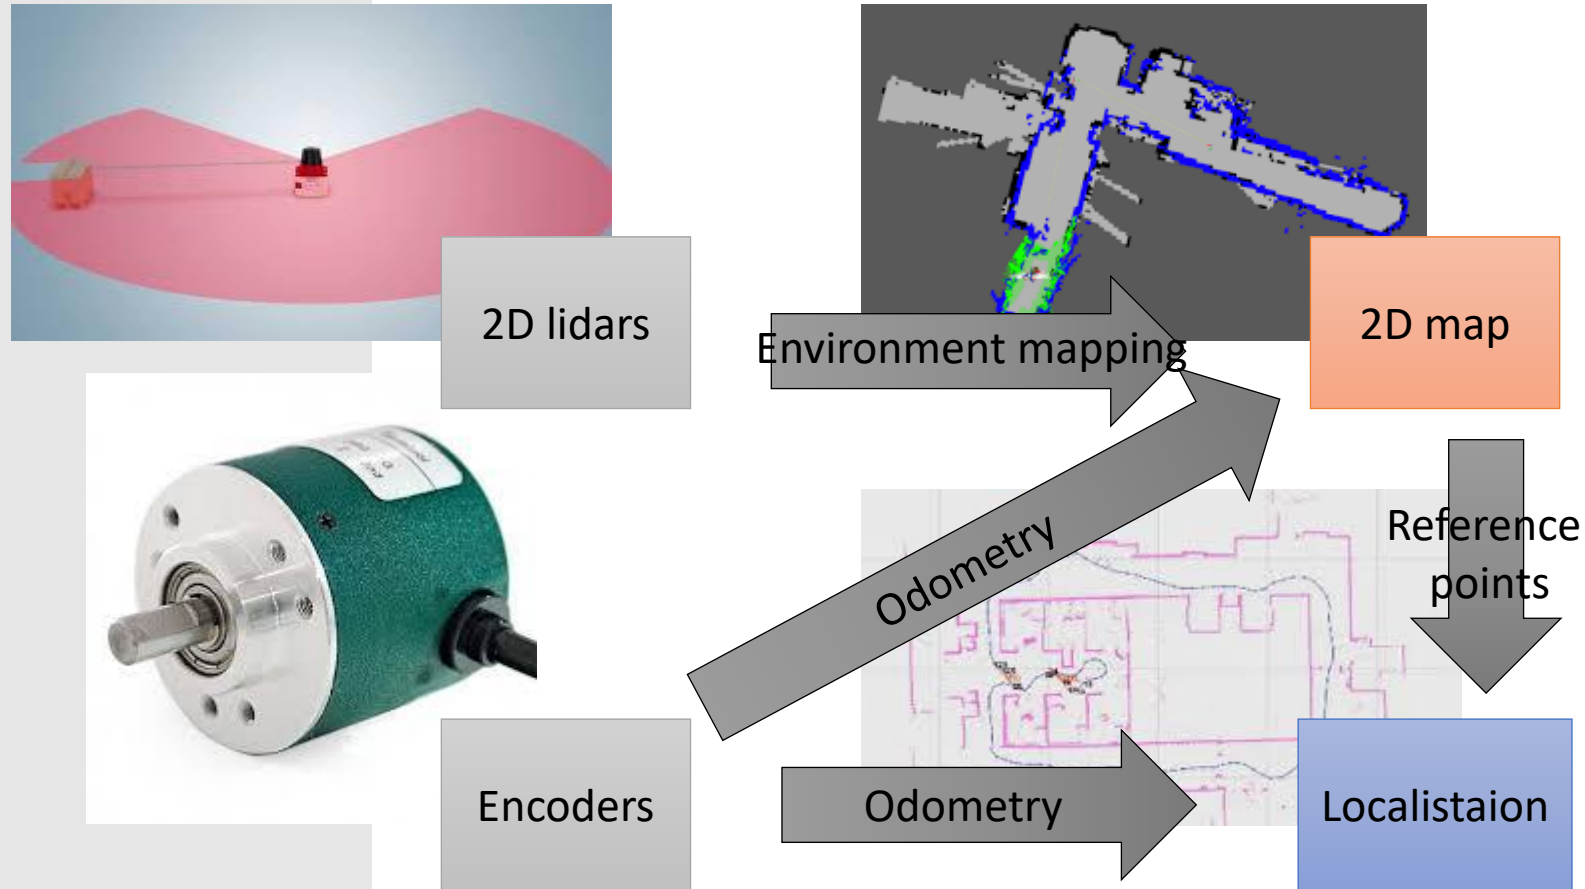 2D lidars
Environment mapping
2D map
Odometry
Reference
points
Encoders
Odometry
Localistaion